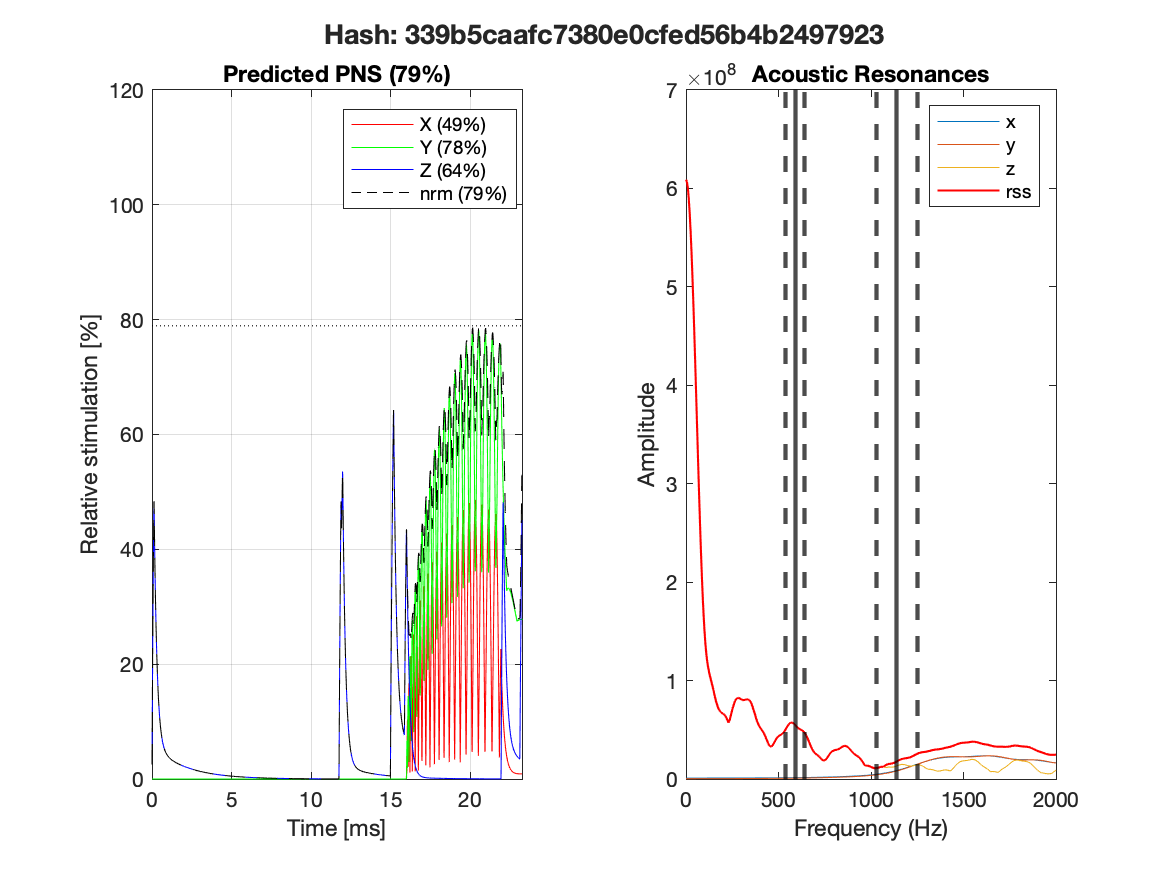 Hash: 339b5caafc7380e0cfed56b4b2497923
Predicted PNS (79%)
120
100
80
60
40
20
0
0
5
10
15
20
Relative stimulation [%]
Time [ms]
X (49%)
Y (78%)
Z (64%)
nrm (79%)
×10^8
Acoustic Resonances
7
6
5
4
3
2
1
0
0
500
1000
1500
2000
Amplitude
Frequency (Hz)
x
y
z
rss